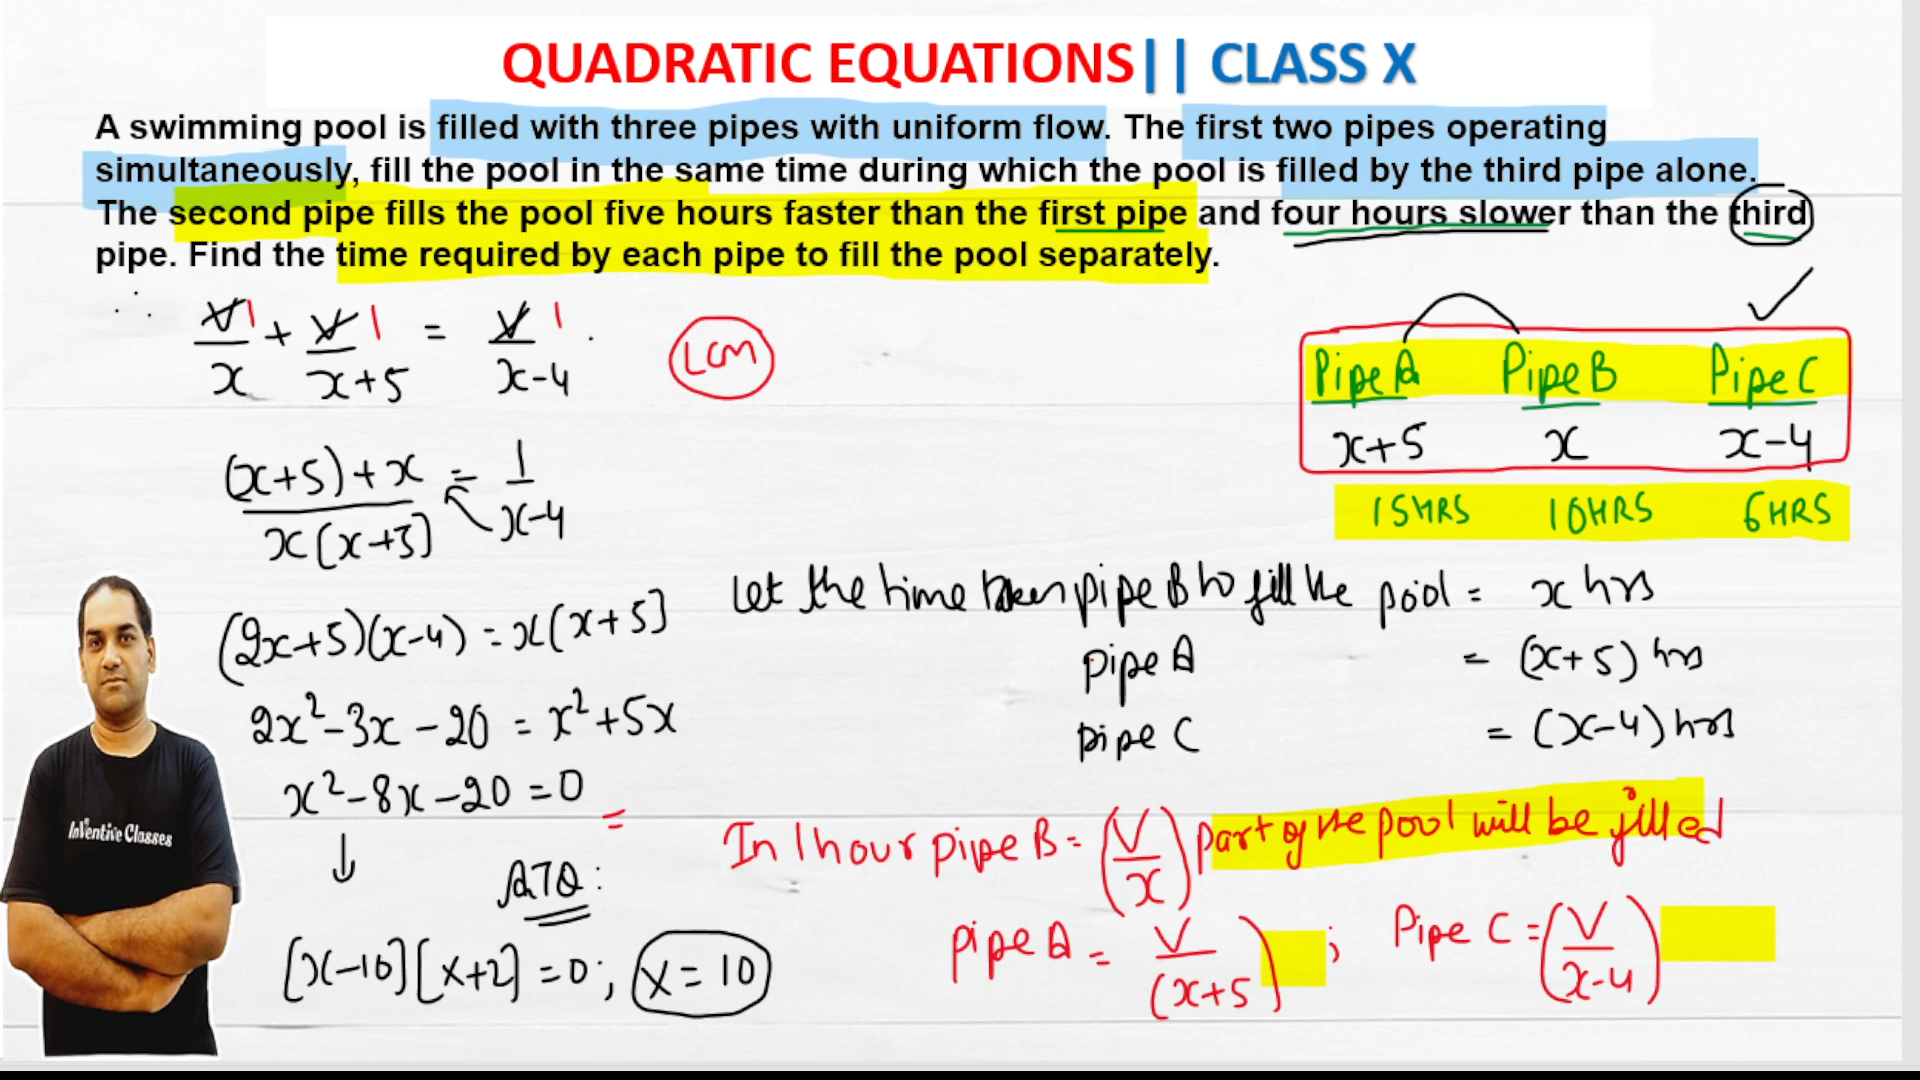 QUADRATIC EQUATIONS|| CLASS X
A swimming pool is filled with three pipes with uniform flow. The first two pipes operating
simultaneously, fill the pool in the same time during which the pool is filled by the third pipe alone.
The second pipe fills the pool five hours faster than the first pipe and four hours slower than the third
pipe. Find the time required by each pipe to fill the pool separately.
∴ V/x 1 + V/x+5 1 = V/x-4 1 .
LCM
Pipe A Pipe B Pipe C
x+5 x x-4
15HRS 10HRS 6HRS
(x+5)+x / x(x+3] = 1/x-4
Let the time taken pipe B to fill the pool = x hrs
(2x+5)(x-4) = x(x+5]
pipe A = (x+5) hrs
2x²-3x-20 = x²+5x
pipe C = (x-4) hrs
x²-8x-20=0
=
In 1 hour pipe B = (V/x) part of the pool will be filled
Inventive Classes
↓
ATQ:
pipe A = V/(x+5) ; Pipe C = (V/x-4)
[x-10][x+2] = 0; x = 10